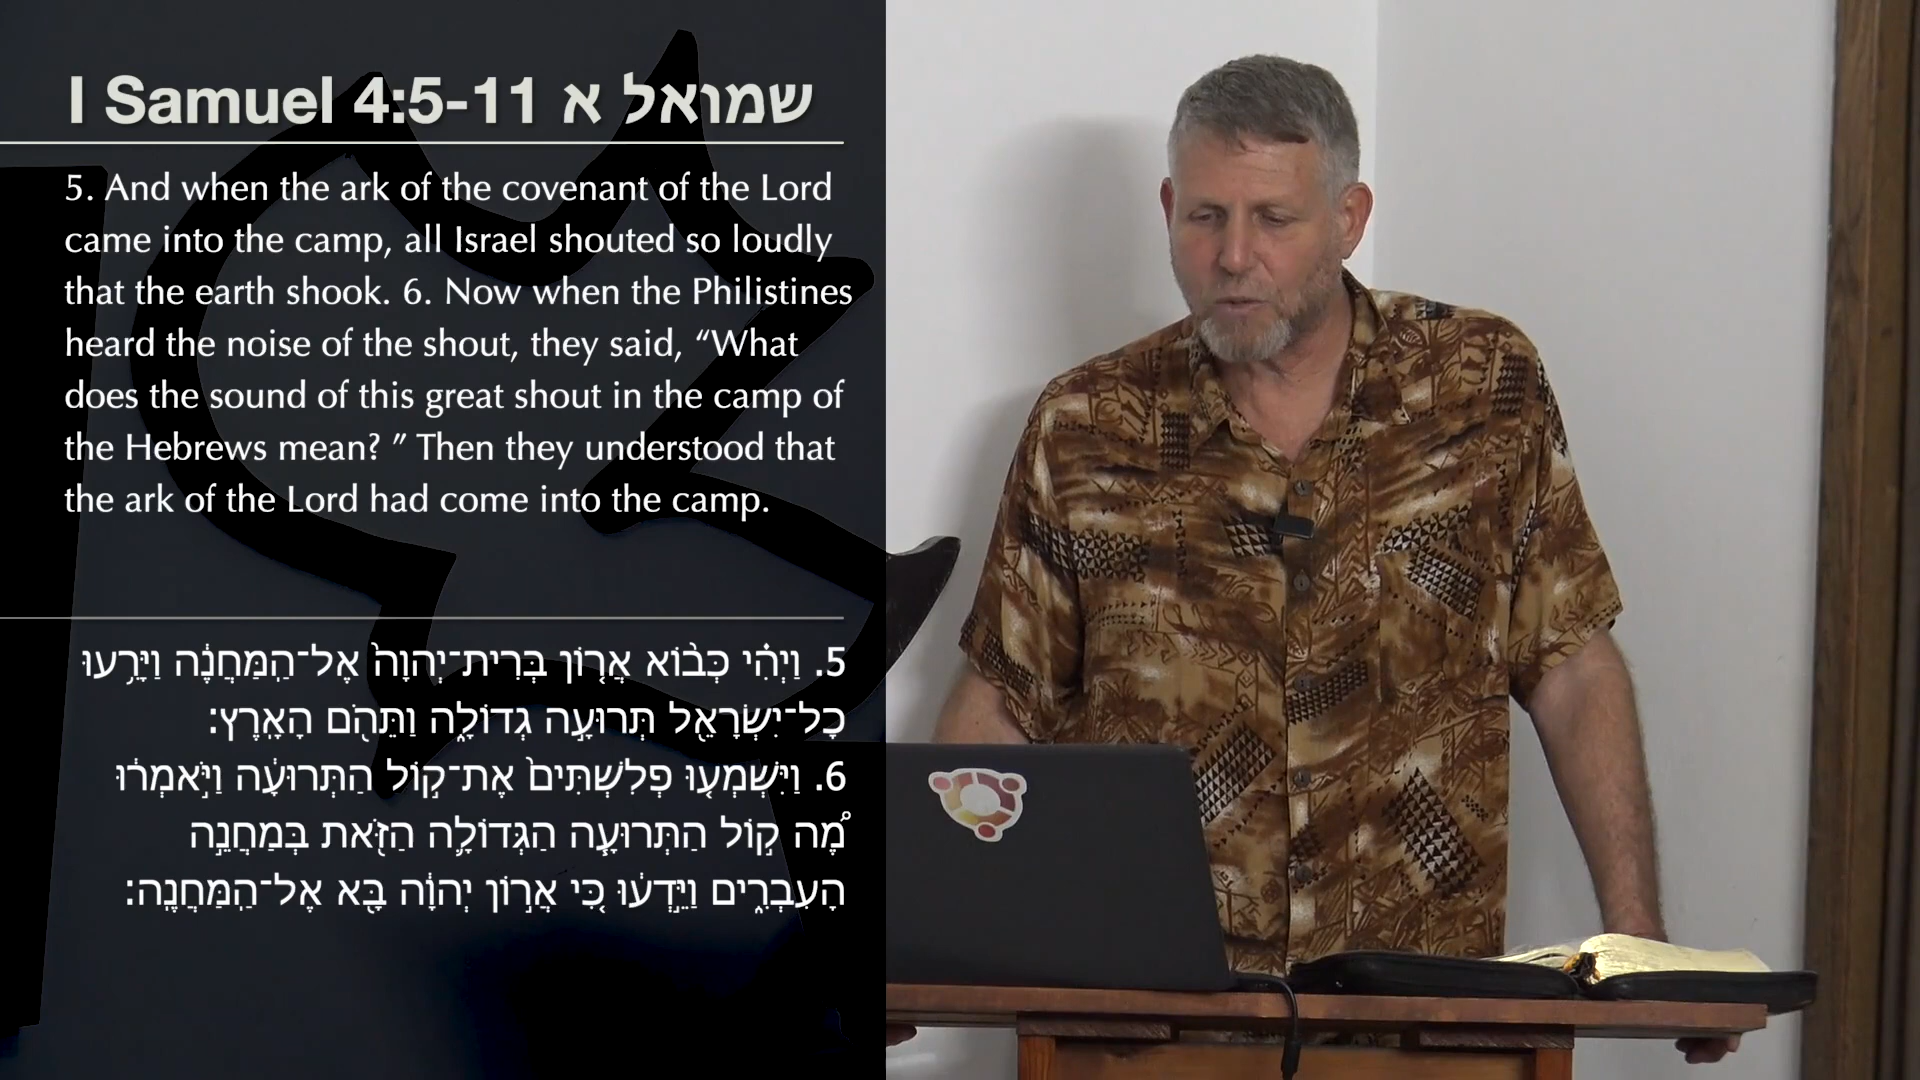 I Samuel 4:5-11 שמואל א
5. And when the ark of the covenant of the Lord
came into the camp, all Israel shouted so loudly
that the earth shook. 6. Now when the Philistines
heard the noise of the shout, they said, “What
does the sound of this great shout in the camp of
the Hebrews mean? ” Then they understood that
the ark of the Lord had come into the camp.
5. וַיְהִ֗י כְּב֨וֹא אֲר֤וֹן בְּרִית־יְהוָה֙ אֶל־הַֽמַּחֲנֶ֔ה וַיָּרִ֥עוּ
כָל־יִשְׂרָאֵ֖ל תְּרוּעָ֣ה גְדוֹלָ֑ה וַתֵּהֹ֖ם הָאָֽרֶץ׃
6. וַיִּשְׁמְע֤וּ פְלִשְׁתִּים֙ אֶת־ק֣וֹל הַתְּרוּעָ֔ה וַיֹּ֣אמְר֔וּ
מֶ֠ה ק֣וֹל הַתְּרוּעָ֧ה הַגְּדוֹלָ֛ה הַזֹּ֖את בְּמַחֲנֵ֣ה
הָעִבְרִ֑ים וַיֵּ֣דְע֔וּ כִּ֚י אֲר֣וֹן יְהוָ֔ה בָּ֖א אֶל־הַֽמַּחֲנֶֽה׃